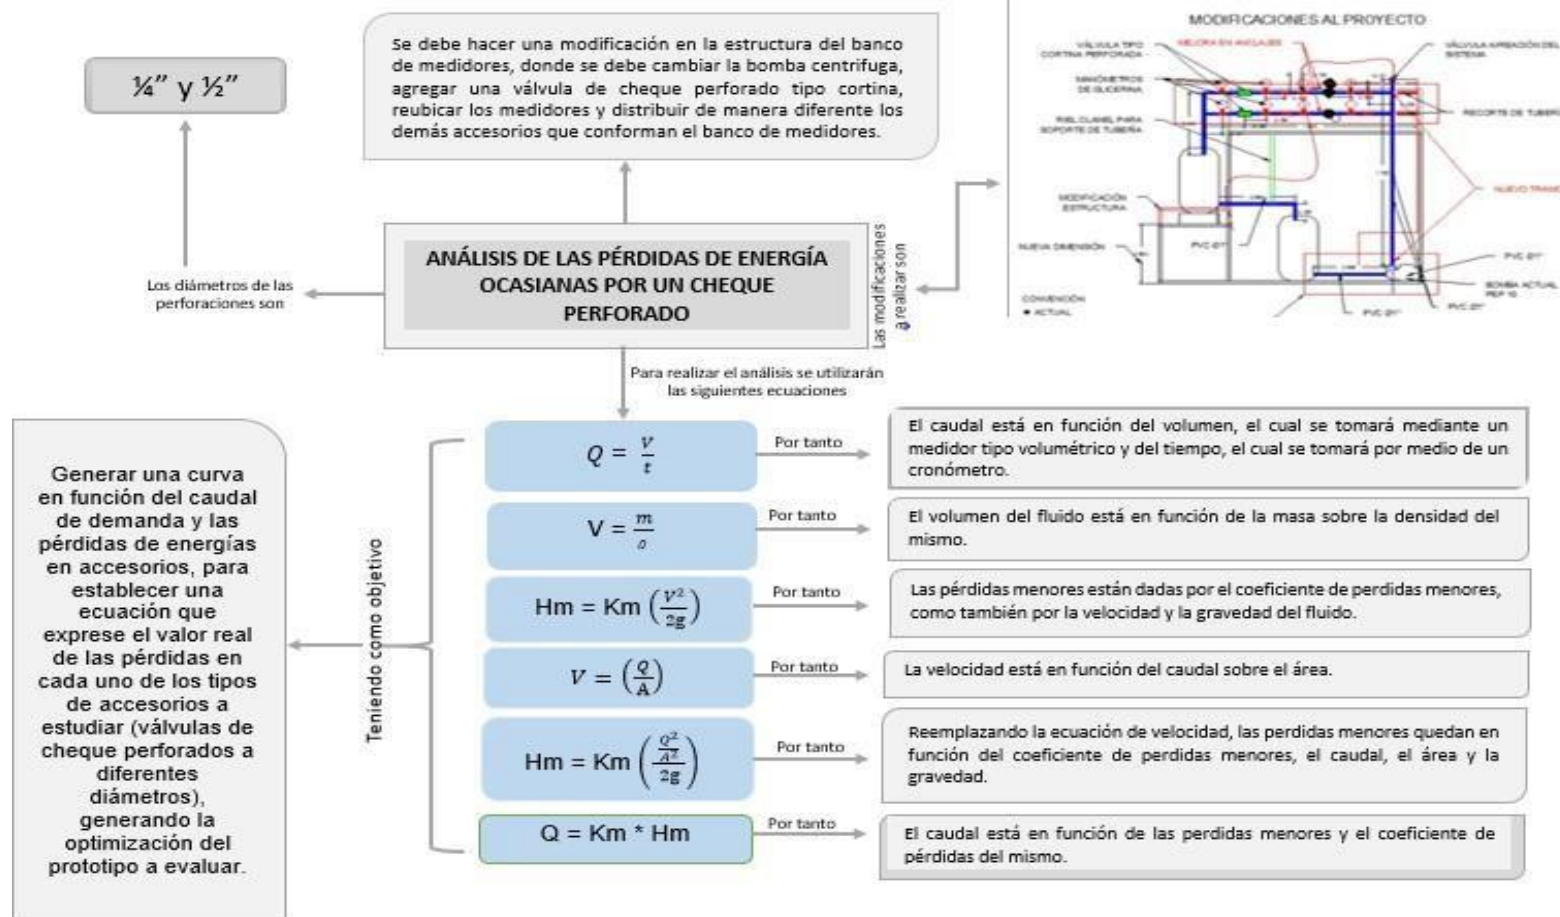 ¼” y ½”
Se debe hacer una modificación en la estructura del banco
de medidores, donde se debe cambiar la bomba centrifuga,
agregar una válvula de cheque perforado tipo cortina,
reubicar los medidores y distribuir de manera diferente los
demás accesorios que conforman el banco de medidores.
MODIFICACIONES AL PROYECTO
VÁLVULA TIPO
CORTINA PERFORADA
MEJORA EN ANCLAJES
SISTEMA
MANÓMETROS
DE GLICERINA
RECORTE DE
SOPORTE DE TUBERÍA
NUEVO
MODIFICACIÓN
ESTRUCTURA
NUEVA DIMENSIÓN
BOMBA ACTUAL
CONVENCIÓN
ACTUAL
Los diámetros de las
perforaciones son
ANÁLISIS DE LAS PÉRDIDAS DE ENERGÍA
OCASIANAS POR UN CHEQUE
PERFORADO
Las modificaciones
a realizar son
Para realizar el análisis se utilizarán
las siguientes ecuaciones
Generar una curva
en función del caudal
de demanda y las
pérdidas de energías
en accesorios, para
establecer una
ecuación que
exprese el valor real
de las pérdidas en
cada uno de los tipos
de accesorios a
estudiar (válvulas de
cheque perforados a
diferentes
diámetros),
generando la
optimización del
prototipo a evaluar.
Teniendo como objetivo
Q = V/t
Por tanto
El caudal está en función del volumen, el cual se tomará mediante un
medidor tipo volumétrico y del tiempo, el cual se tomará por medio de un
cronómetro.
V = m/
Por tanto
El volumen del fluido está en función de la masa sobre la densidad del
mismo.
Hm = Km (V²/2g)
Por tanto
Las pérdidas menores están dadas por el coeficiente de perdidas menores,
como también por la velocidad y la gravedad del fluido.
V = (Q/A)
Por tanto
La velocidad está en función del caudal sobre el área.
Hm = Km ((Q²/A²)/2g)
Por tanto
Reemplazando la ecuación de velocidad, las perdidas menores quedan en
función del coeficiente de perdidas menores, el caudal, el área y la
gravedad.
Q = Km * Hm
Por tanto
El caudal está en función de las perdidas menores y el coeficiente de
pérdidas del mismo.